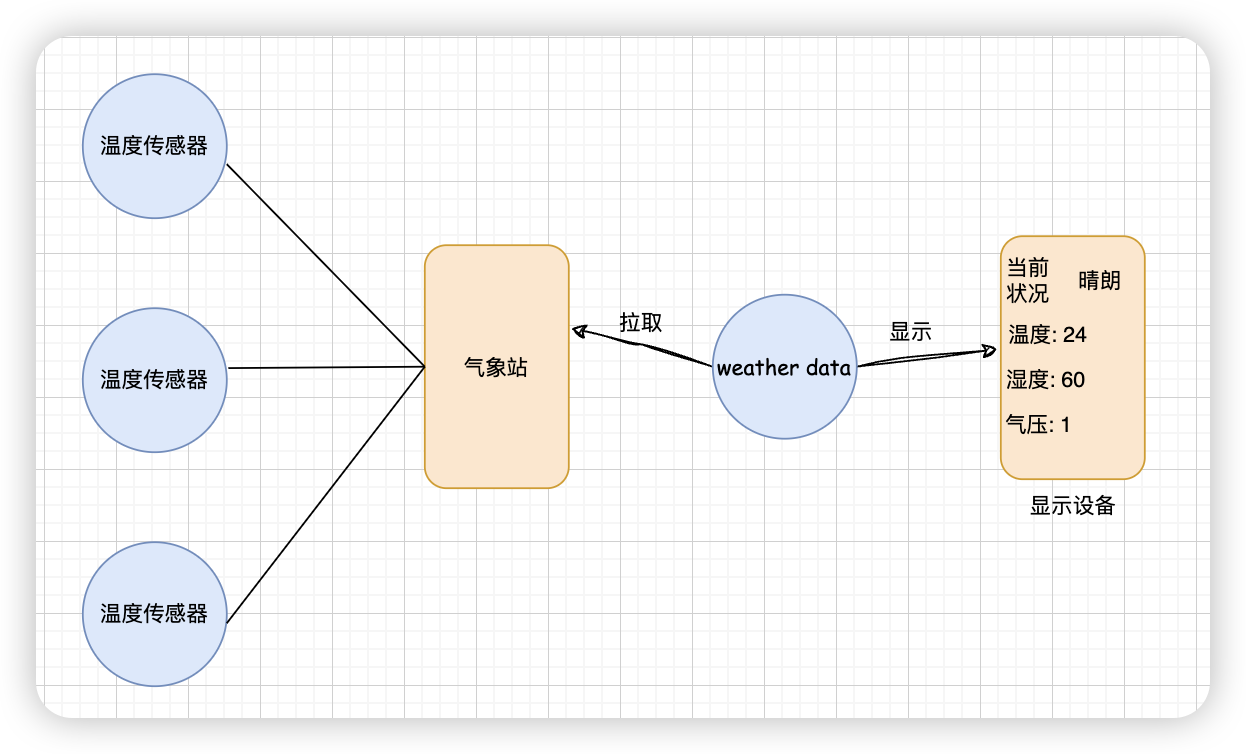 温度传感器
温度传感器
温度传感器
气象站
拉取
weather data
显示
当前
状况
晴朗
温度: 24
湿度: 60
气压: 1
显示设备